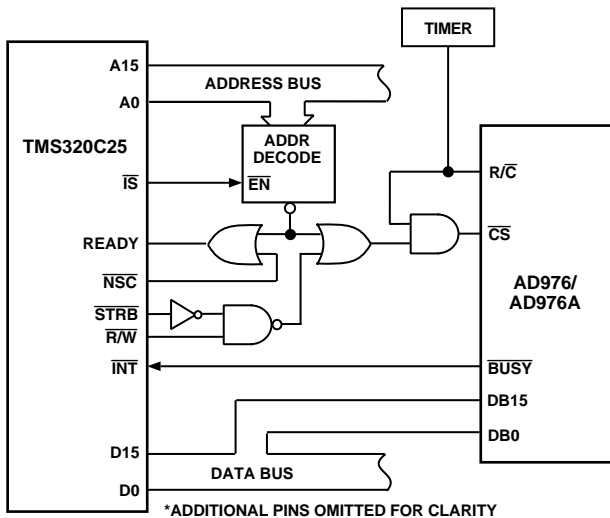 TIMER
A15
ADDRESS BUS
A0
TMS320C25
ADDR
DECODE
IS
EN
R/C
READY
CS
NSC
AD976/
AD976A
STRB
R/W
INT
BUSY
DB15
DB0
D15
DATA BUS
D0
*ADDITIONAL PINS OMITTED FOR CLARITY